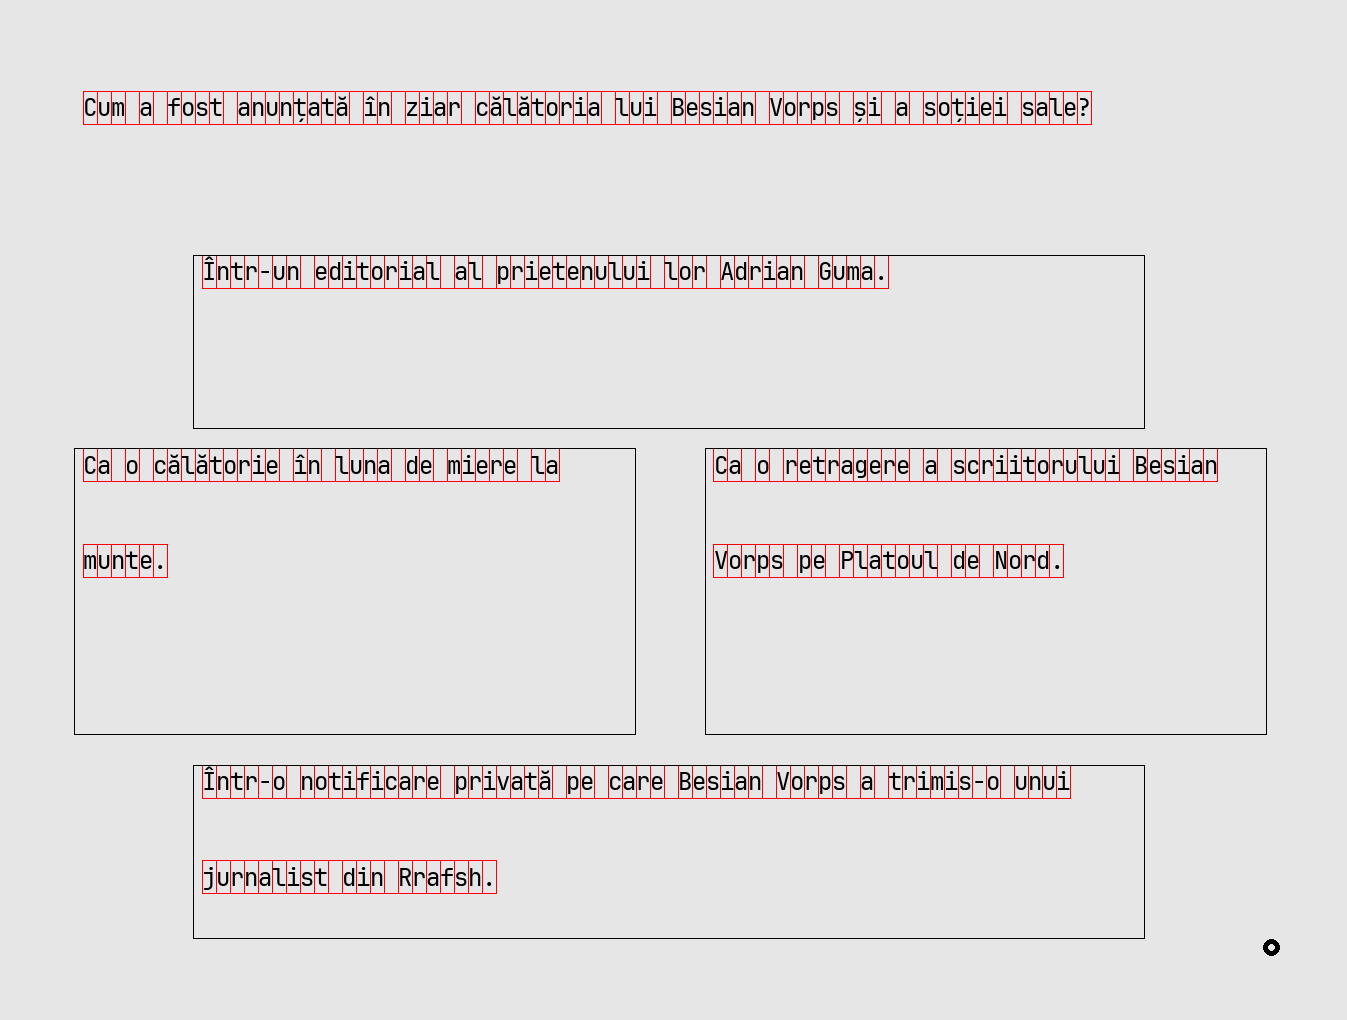 Cum a fost anunțată în ziar călătoria lui Besian Vorps și a soției sale?
Într-un editorial al prietenului lor Adrian Guma.
Ca o călătorie în luna de miere la
munte.
Ca o retragere a scriitorului Besian
Vorps pe Platoul de Nord.
Într-o notificare privată pe care Besian Vorps a trimis-o unui
jurnalist din Rrafsh.